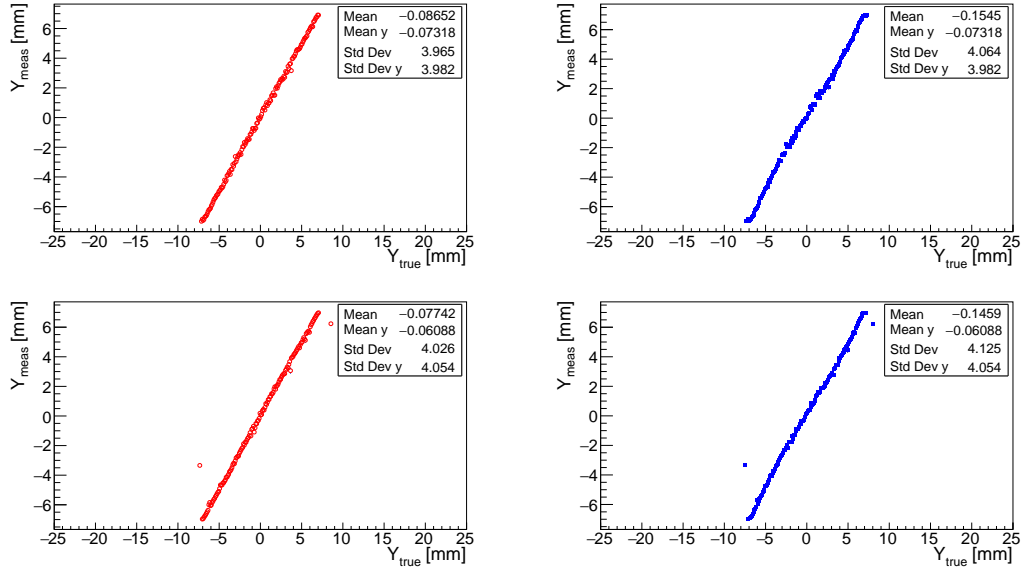 Y_meas [mm]
6
4
2
0
−2
−4
−6
Mean −0.08652
Mean y −0.07318
Std Dev 3.965
Std Dev y 3.982
−25 −20 −15 −10 −5 0 5 10 15 20 25
Y_true [mm]
Y_meas [mm]
6
4
2
0
−2
−4
−6
Mean −0.1545
Mean y −0.07318
Std Dev 4.064
Std Dev y 3.982
−25 −20 −15 −10 −5 0 5 10 15 20 25
Y_true [mm]
Y_meas [mm]
6
4
2
0
−2
−4
−6
Mean −0.07742
Mean y −0.06088
Std Dev 4.026
Std Dev y 4.054
−25 −20 −15 −10 −5 0 5 10 15 20 25
Y_true [mm]
Y_meas [mm]
6
4
2
0
−2
−4
−6
Mean −0.1459
Mean y −0.06088
Std Dev 4.125
Std Dev y 4.054
−25 −20 −15 −10 −5 0 5 10 15 20 25
Y_true [mm]